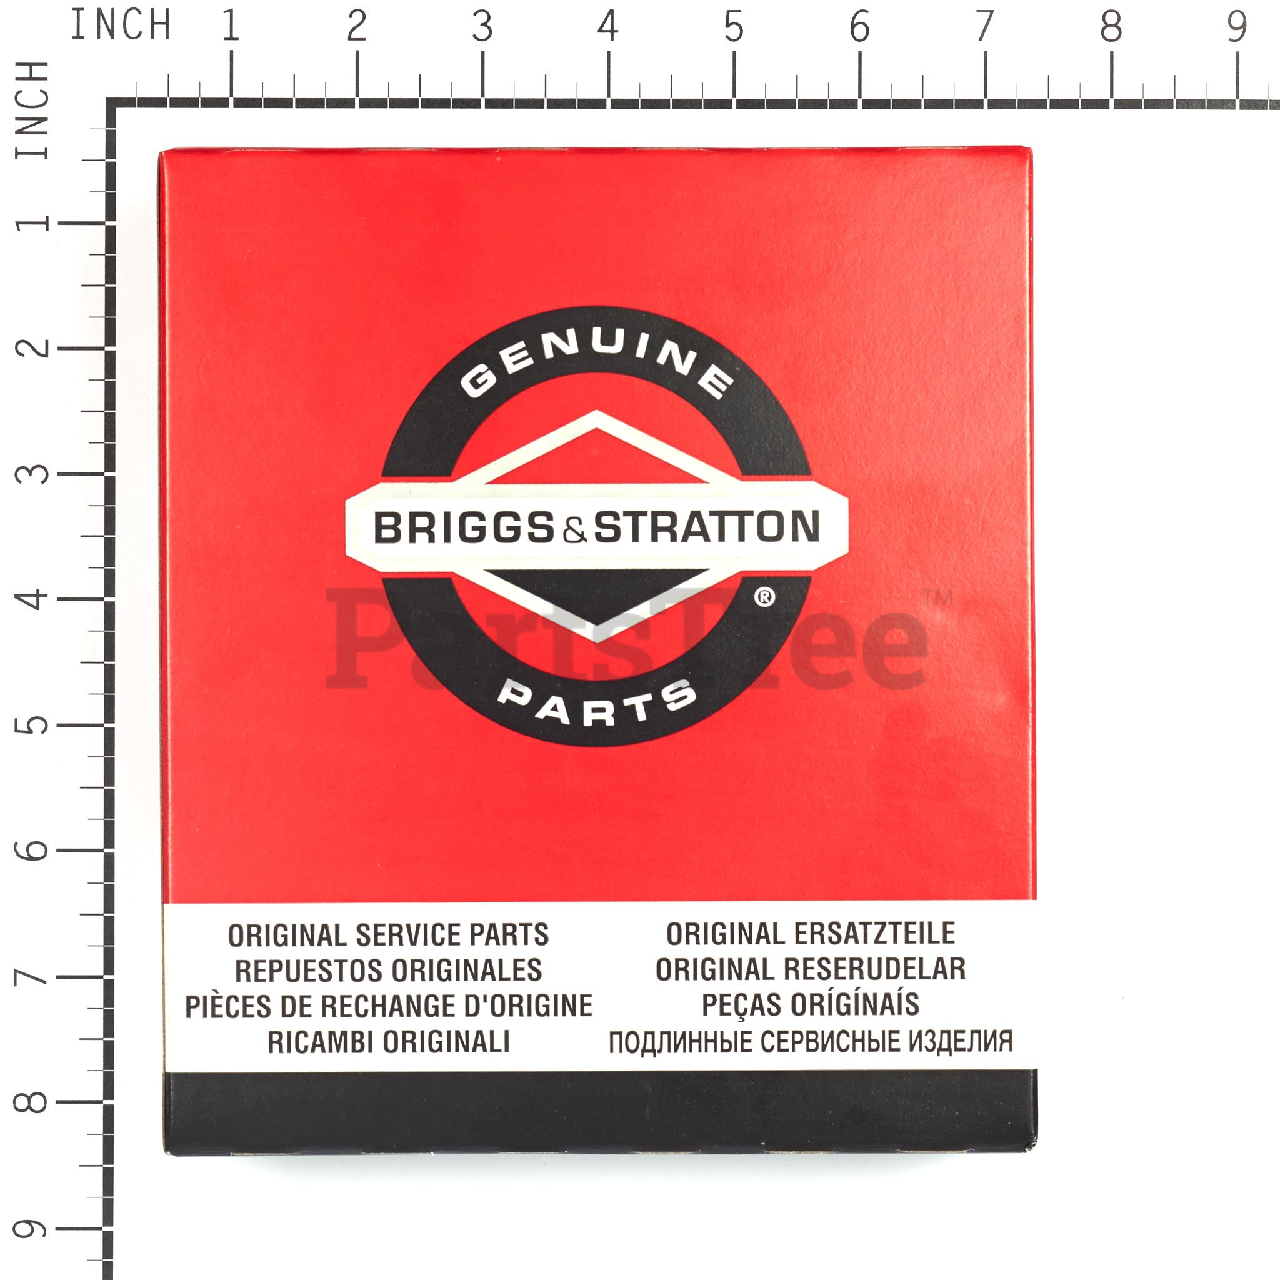 INCH 1 2 3 4 5 6 7 8 9
INCH
1
2
3
4
5
6
7
8
9
GENUINE
BRIGGS & STRATTON
®
PartsTree™
PARTS
ORIGINAL SERVICE PARTS
REPUESTOS ORIGINALES
PIÈCES DE RECHANGE D'ORIGINE
RICAMBI ORIGINALI
ORIGINAL ERSATZTEILE
ORIGINAL RESERUDELAR
PEÇAS ORÍGÍNAÍS
ПОДЛИННЫЕ СЕРВИСНЫЕ ИЗДЕЛИЯ